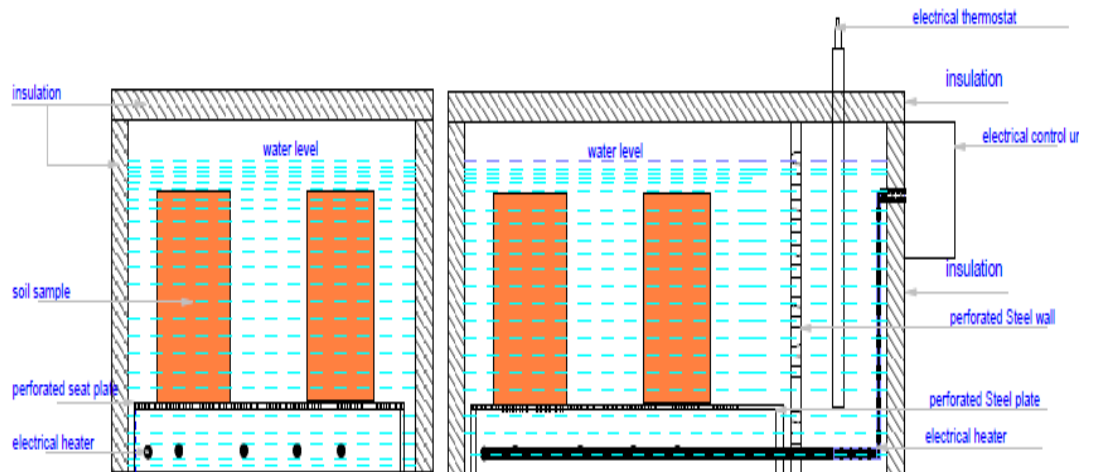 electrical thermostat
insulation
insulation
electrical control ur
water level
water level
insulation
soil sample
perforated Steel wall
perforated seat plate
perforated Steel plate
electrical heater
electrical heater